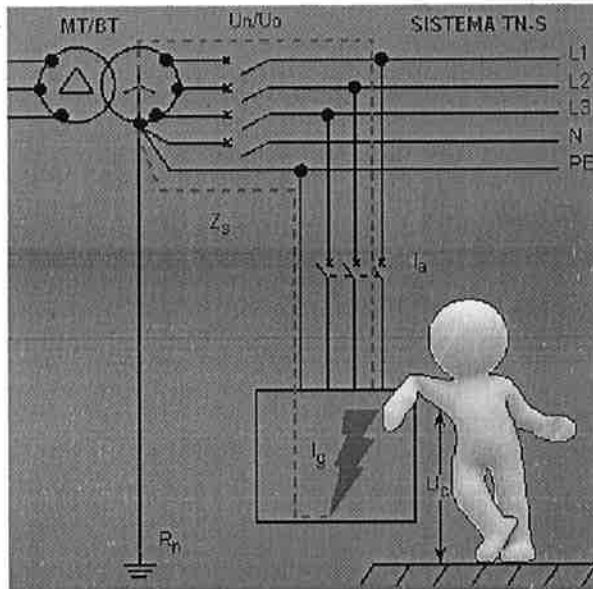 MT/BT Un/Uo SISTEMA TN-S
L1
L2
L3
N
PE
Zs
Ia
Ig
Uc
Rn